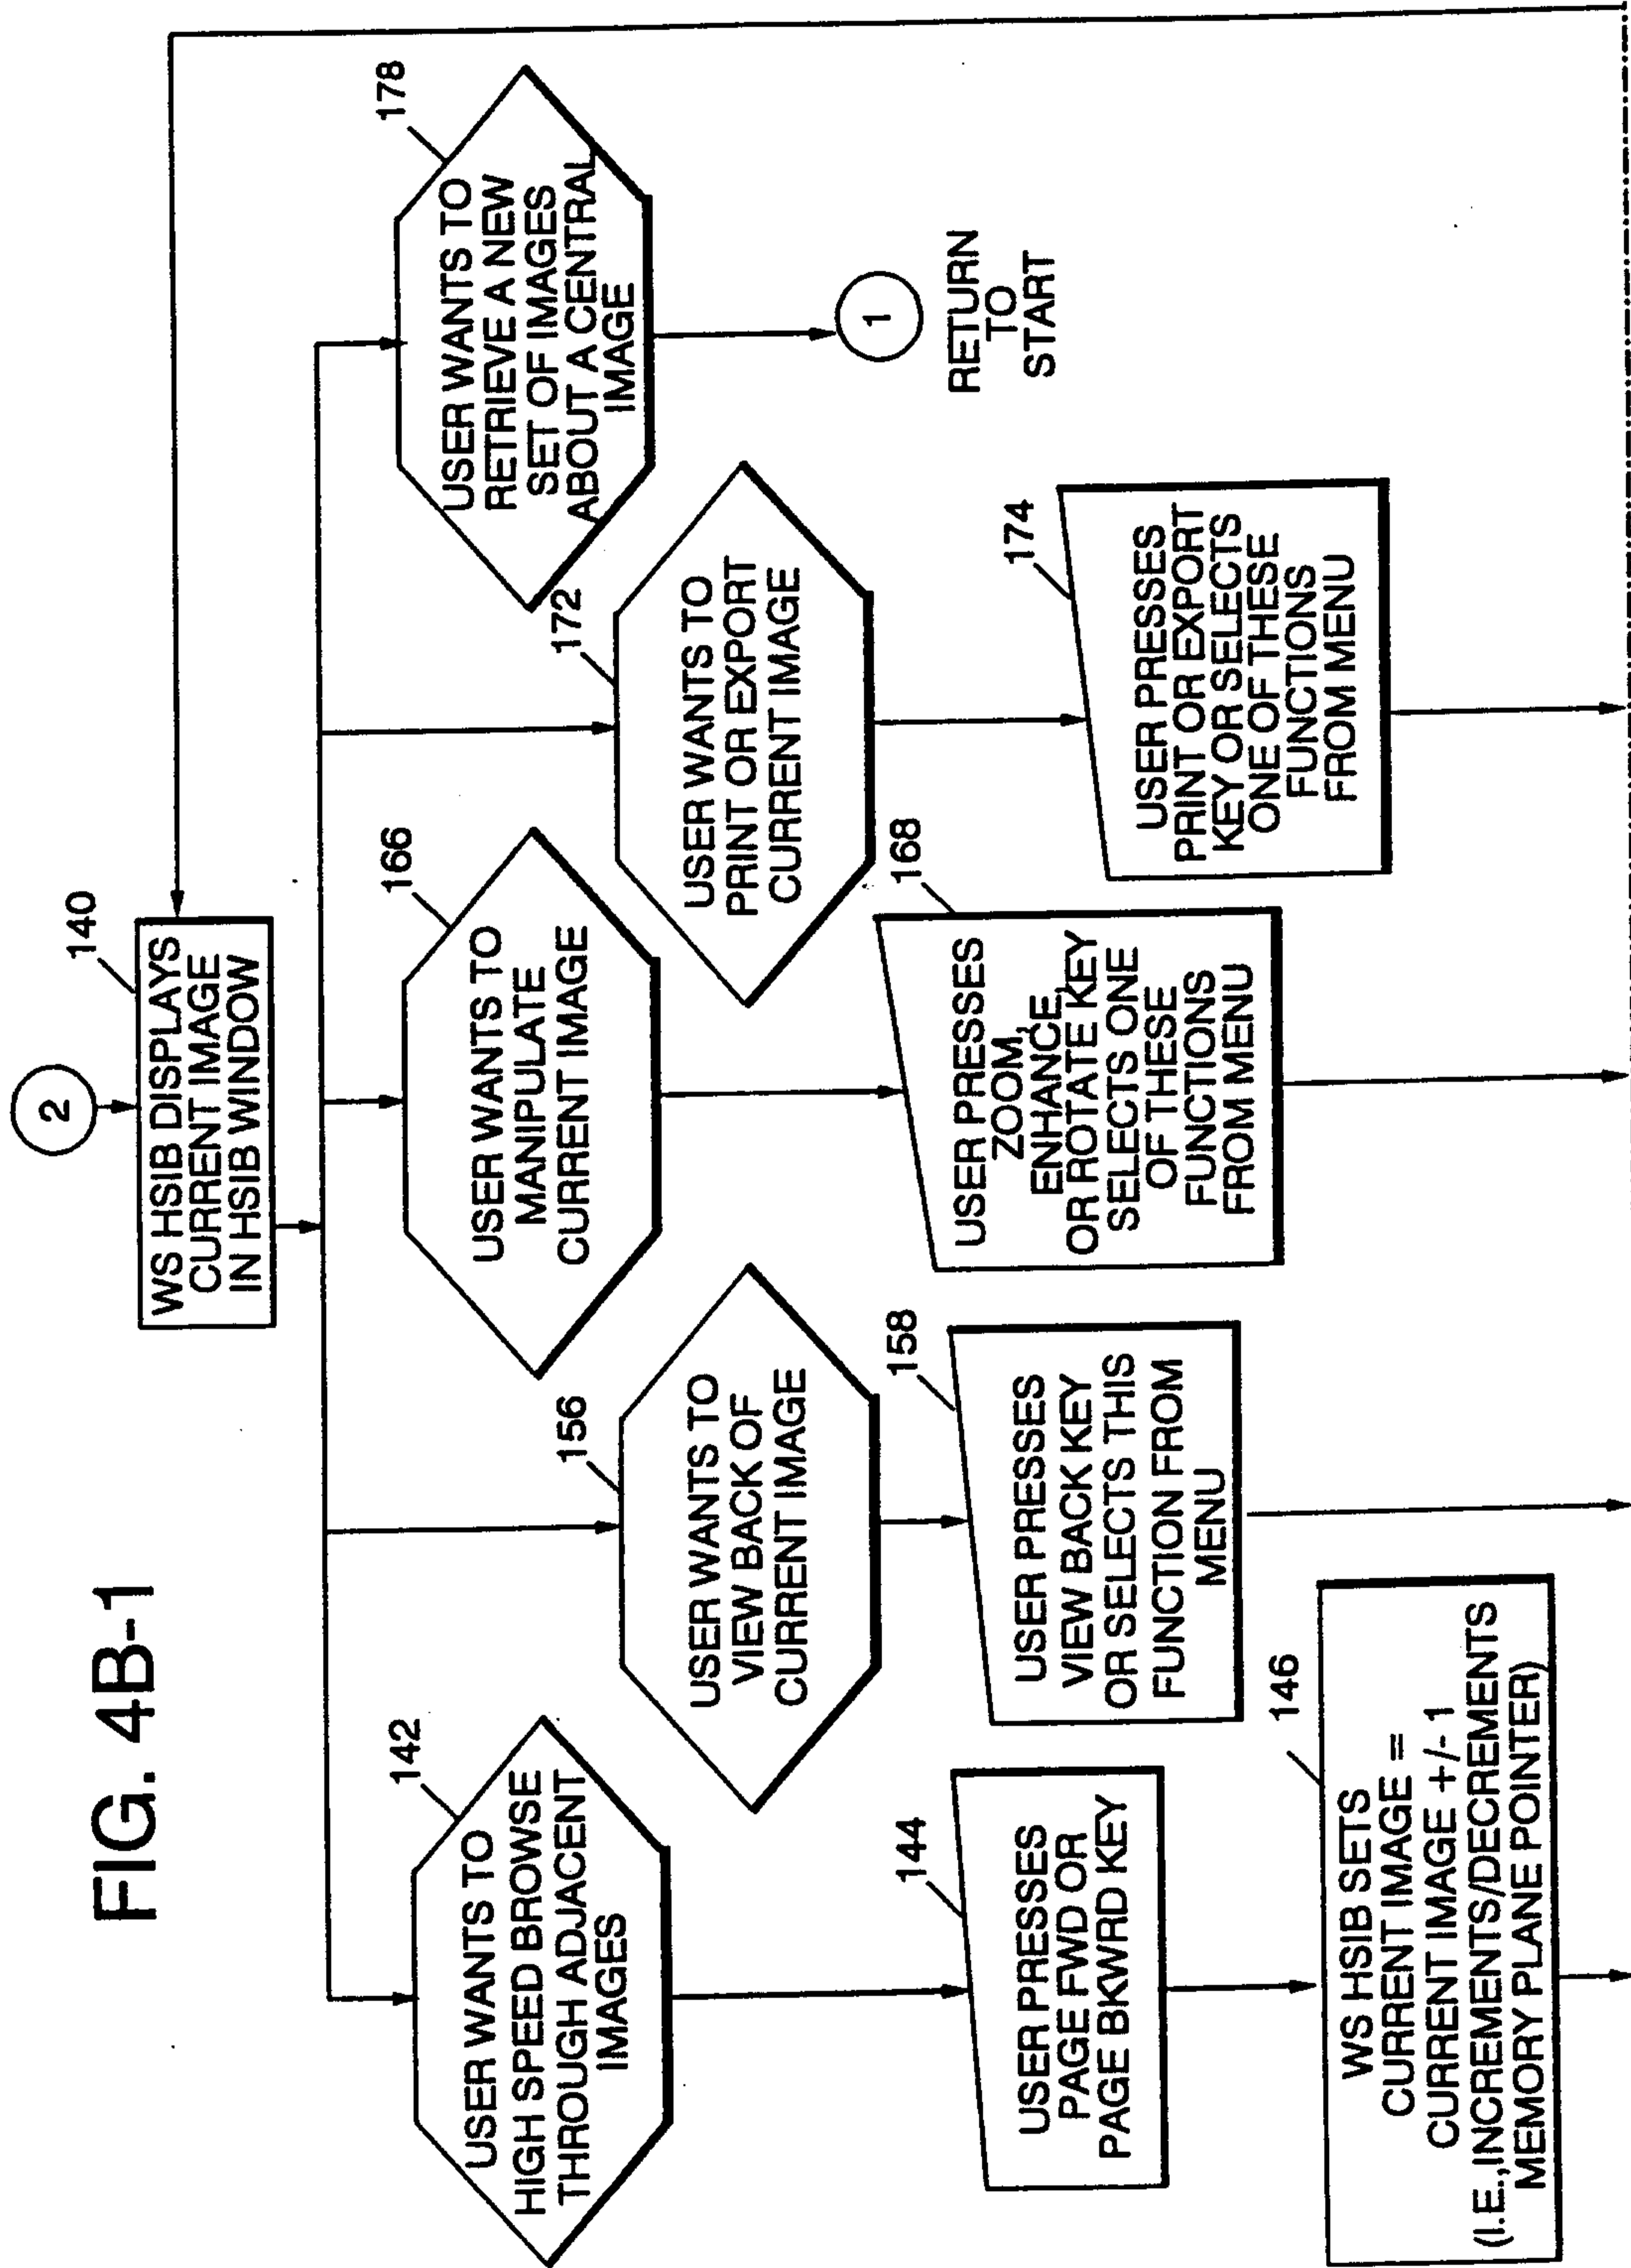 FIG. 4B-1
2
140
WS HSIB DISPLAYS
CURRENT IMAGE
IN HSIB WINDOW
142
USER WANTS TO
HIGH SPEED BROWSE
THROUGH ADJACENT
IMAGES
144
USER PRESSES
PAGE FWD OR
PAGE BKWRD KEY
146
WS HSIB SETS
CURRENT IMAGE =
CURRENT IMAGE +/- 1
(I.E.,INCREMENTS/DECREMENTS
MEMORY PLANE POINTER)
156
USER WANTS TO
VIEW BACK OF
CURRENT IMAGE
158
USER PRESSES
VIEW BACK KEY
OR SELECTS THIS
FUNCTION FROM
MENU
166
USER WANTS TO
MANIPULATE
CURRENT IMAGE
168
USER PRESSES
ZOOM,
ENHANCE,
OR ROTATE KEY
SELECTS ONE
OF THESE
FUNCTIONS
FROM MENU
172
USER WANTS TO
PRINT OR EXPORT
CURRENT IMAGE
174
USER PRESSES
PRINT OR EXPORT
KEY OR SELECTS
ONE OF THESE
FUNCTIONS
FROM MENU
178
USER WANTS TO
RETRIEVE A NEW
SET OF IMAGES
ABOUT A CENTRAL
IMAGE
1
RETURN
TO
START